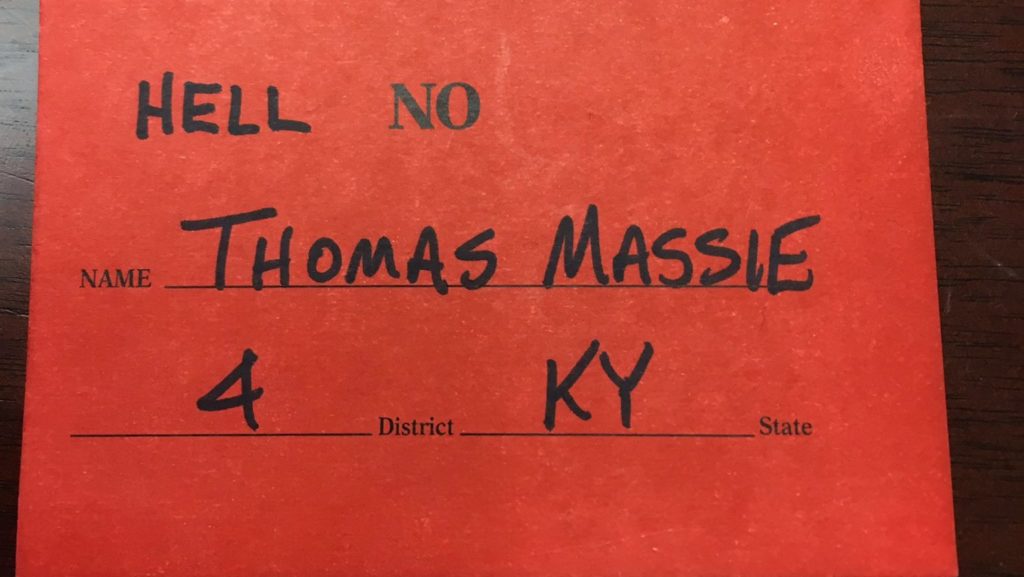 HELL NO
NAME THOMAS MASSIE
4 District KY State